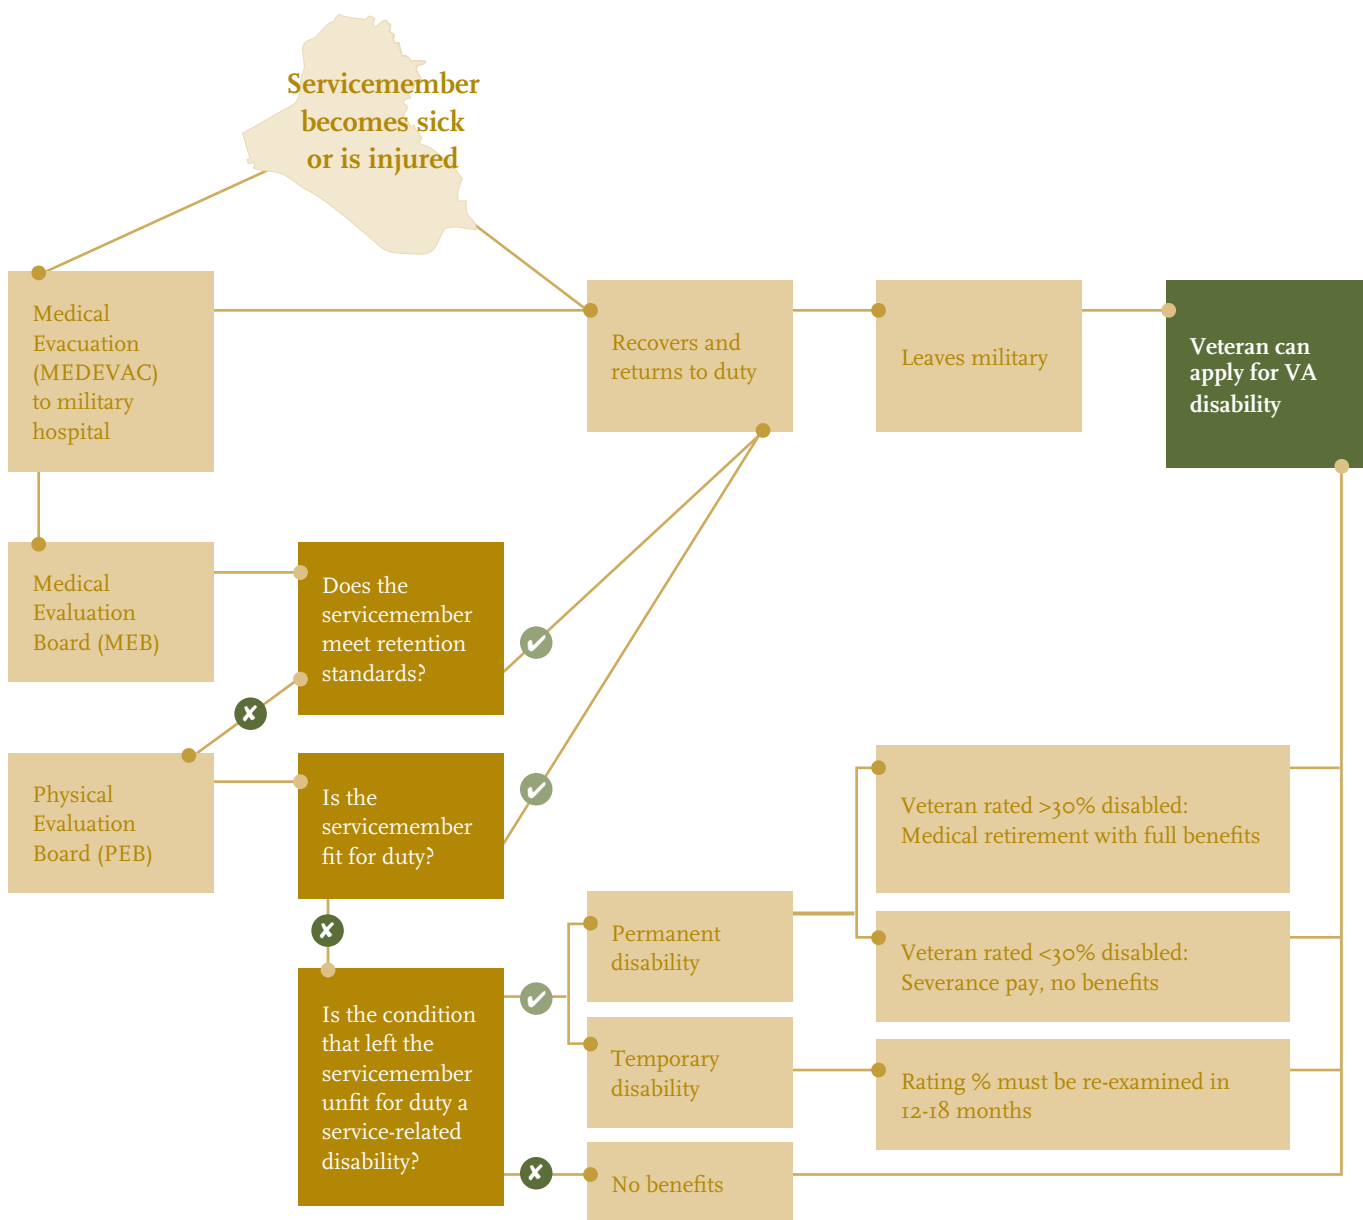 Servicemember
becomes sick
or is injured
Medical
Evacuation
(MEDEVAC)
to military
hospital
Recovers and
returns to duty
Leaves military
Veteran can
apply for VA
disability
Medical
Evaluation
Board (MEB)
Does the
servicemember
meet retention
standards?
Physical
Evaluation
Board (PEB)
Is the
servicemember
fit for duty?
Veteran rated >30% disabled:
Medical retirement with full benefits
Permanent
disability
Veteran rated <30% disabled:
Severance pay, no benefits
Is the condition
that left the
servicemember
unfit for duty a
service-related
disability?
Temporary
disability
Rating % must be re-examined in
12-18 months
No benefits